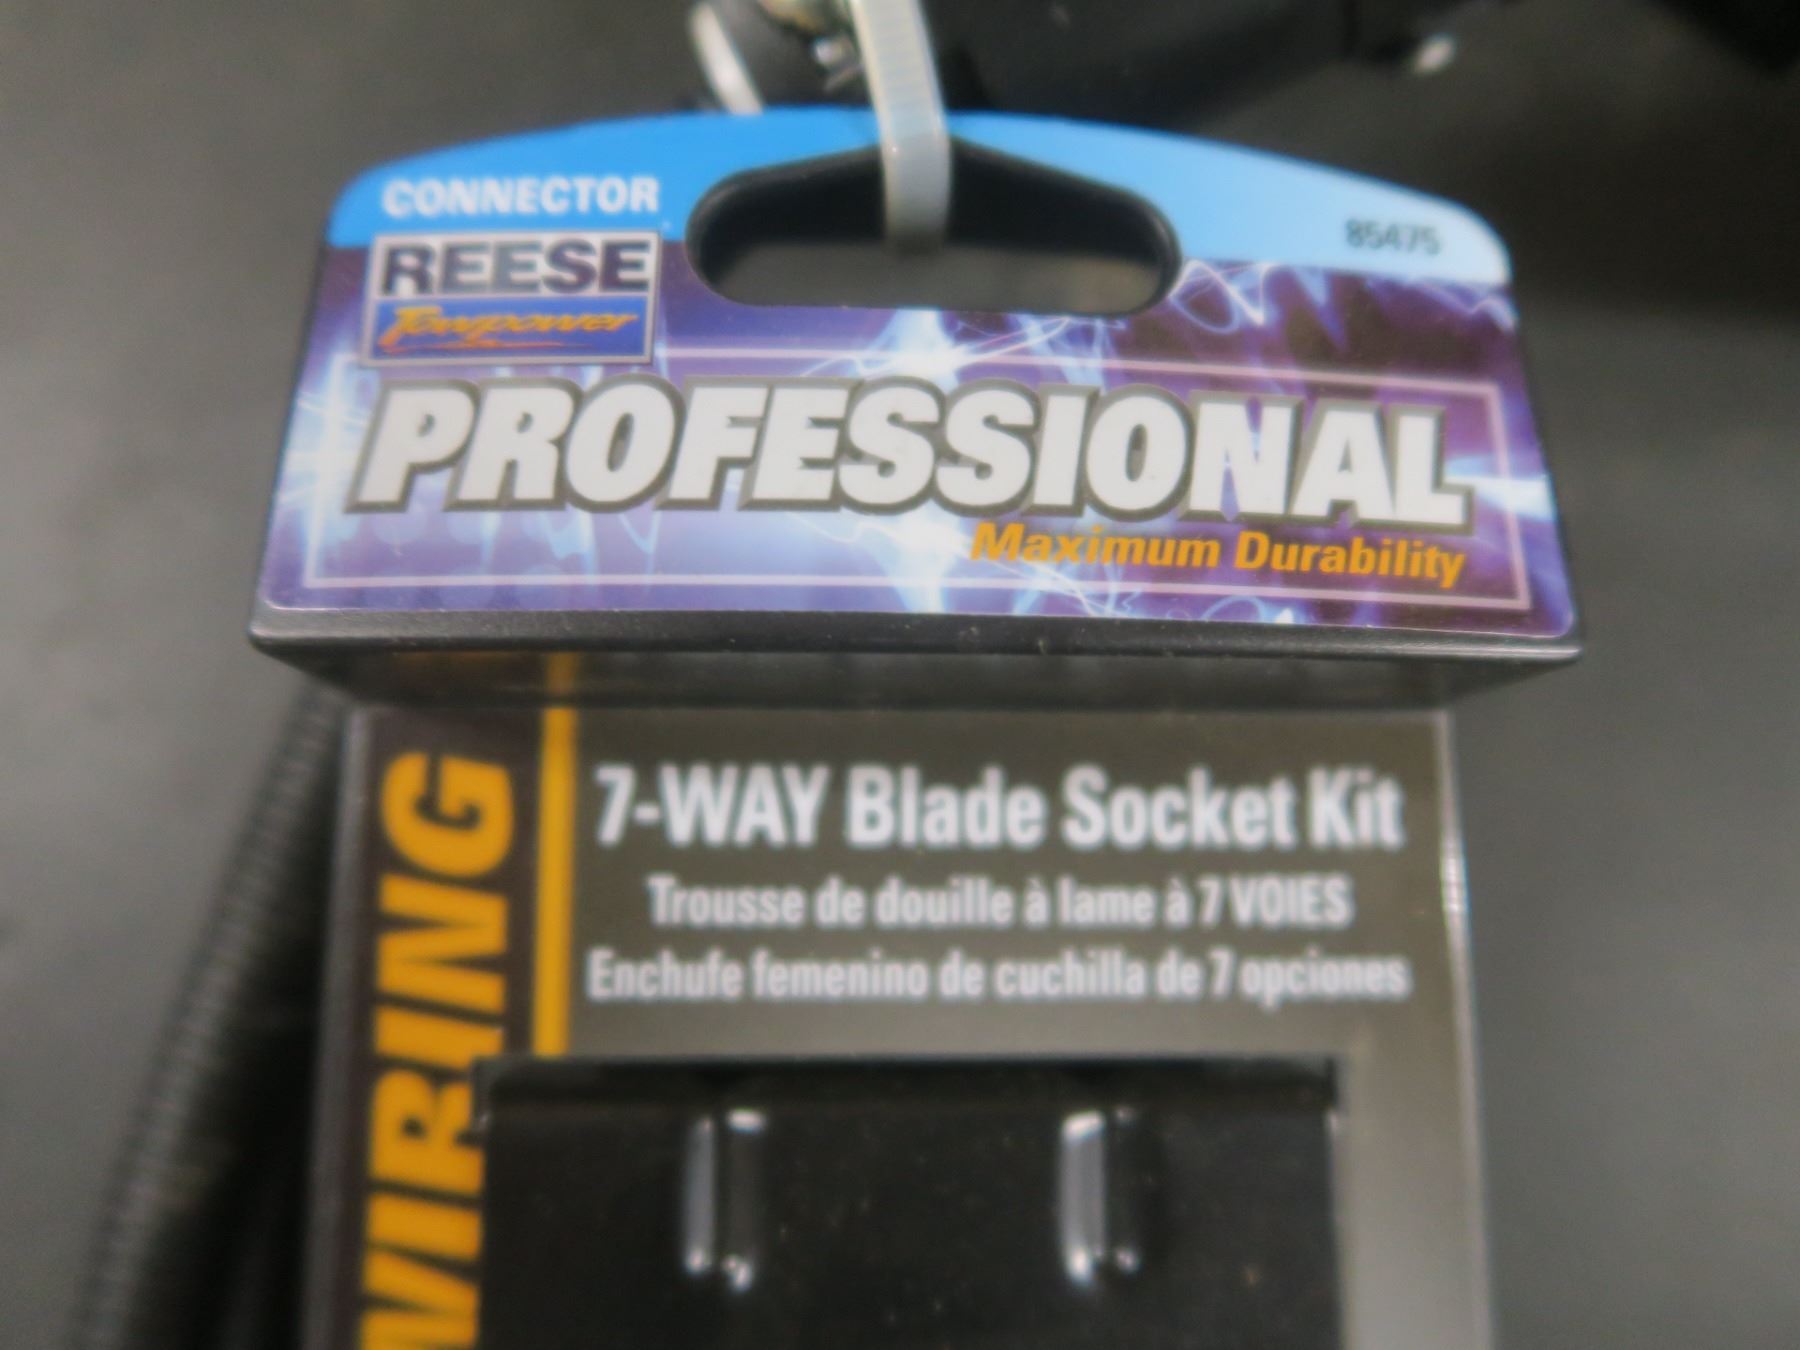 CONNECTOR
85475
REESE
Towpower
PROFESSIONAL
Maximum Durability
WIRING
7-WAY Blade Socket Kit
Trousse de douille à lame à 7 VOIES
Enchufe femenino de cuchilla de 7 opciones